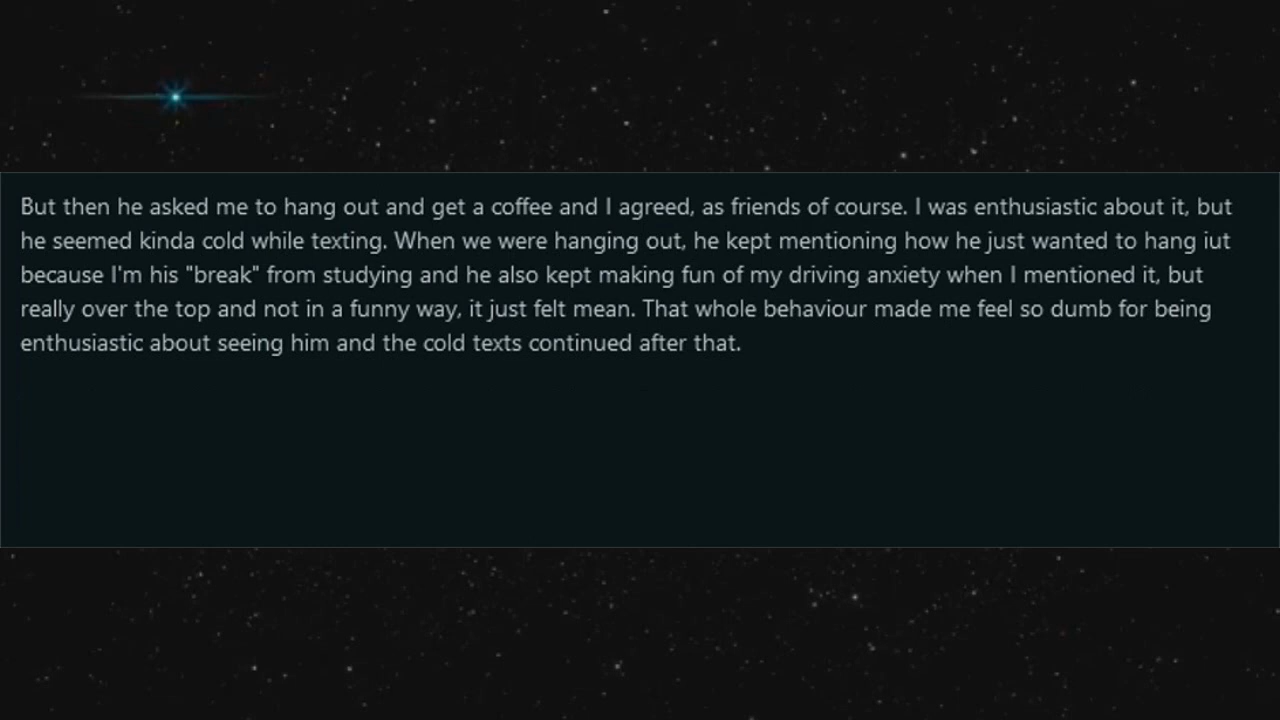 But then he asked me to hang out and get a coffee and I agreed, as friends of course. I was enthusiastic about it, but
he seemed kinda cold while texting. When we were hanging out, he kept mentioning how he just wanted to hang iut
because I'm his "break" from studying and he also kept making fun of my driving anxiety when I mentioned it, but
really over the top and not in a funny way, it just felt mean. That whole behaviour made me feel so dumb for being
enthusiastic about seeing him and the cold texts continued after that.